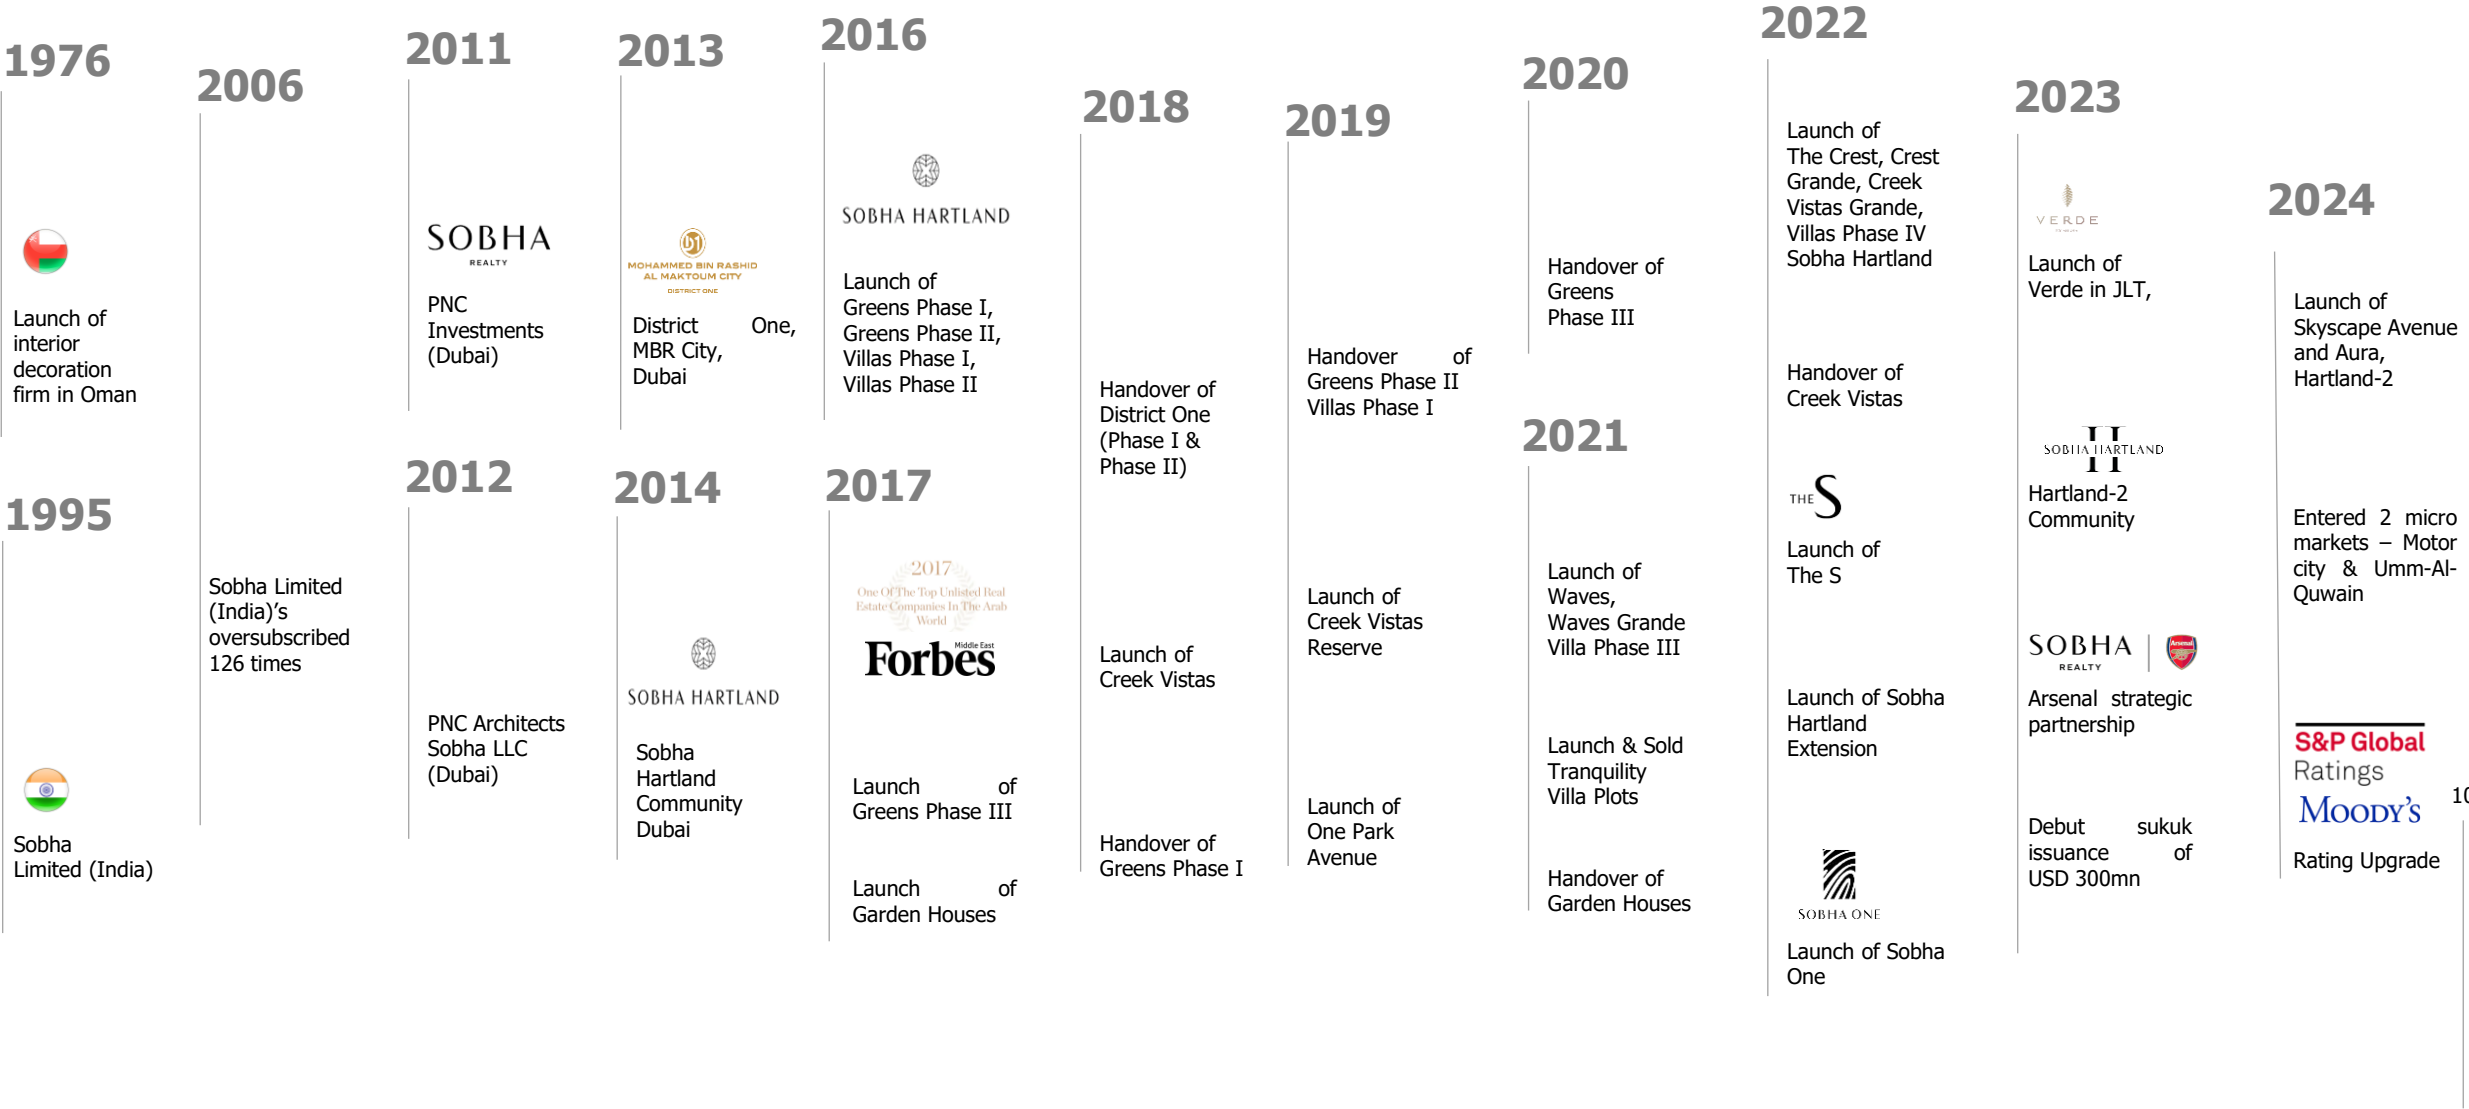 1976
Launch of
interior
decoration
firm in Oman
1995
Sobha
Limited (India)
2006
Sobha Limited
(India)’s
oversubscribed
126 times
2011
SOBHA
REALTY
PNC
Investments
(Dubai)
2012
PNC Architects
Sobha LLC
(Dubai)
2013
MOHAMMED BIN RASHID
AL MAKTOUM CITY
DISTRICT ONE
District One,
MBR City,
Dubai
2014
SOBHA HARTLAND
Sobha
Hartland
Community
Dubai
2016
SOBHA HARTLAND
Launch of
Greens Phase I,
Greens Phase II,
Villas Phase I,
Villas Phase II
2017
2017
One Of The Top Unlisted Real
Estate Companies In The Arab
World
Middle East
Forbes
Launch of
Greens Phase III
Launch of
Garden Houses
2018
Handover of
District One
(Phase I &
Phase II)
Launch of
Creek Vistas
Handover of
Greens Phase I
2019
Handover of
Greens Phase II
Villas Phase I
Launch of
Creek Vistas
Reserve
Launch of
One Park
Avenue
2020
Handover of
Greens
Phase III
2021
Launch of
Waves,
Waves Grande
Villa Phase III
Launch & Sold
Tranquility
Villa Plots
Handover of
Garden Houses
2022
Launch of
The Crest, Crest
Grande, Creek
Vistas Grande,
Villas Phase IV
Sobha Hartland
Handover of
Creek Vistas
THE S
Launch of
The S
Launch of Sobha
Hartland
Extension
SOBHA ONE
Launch of Sobha
One
2023
VERDE
Launch of
Verde in JLT,
II
SOBHA HARTLAND
Hartland-2
Community
SOBHA
REALTY
Arsenal
Arsenal strategic
partnership
Debut sukuk
issuance of
USD 300mn
2024
Launch of
Skyscape Avenue
and Aura,
Hartland-2
Entered 2 micro
markets – Motor
city & Umm-Al-
Quwain
S&P Global
Ratings
MOODY’S
Rating Upgrade